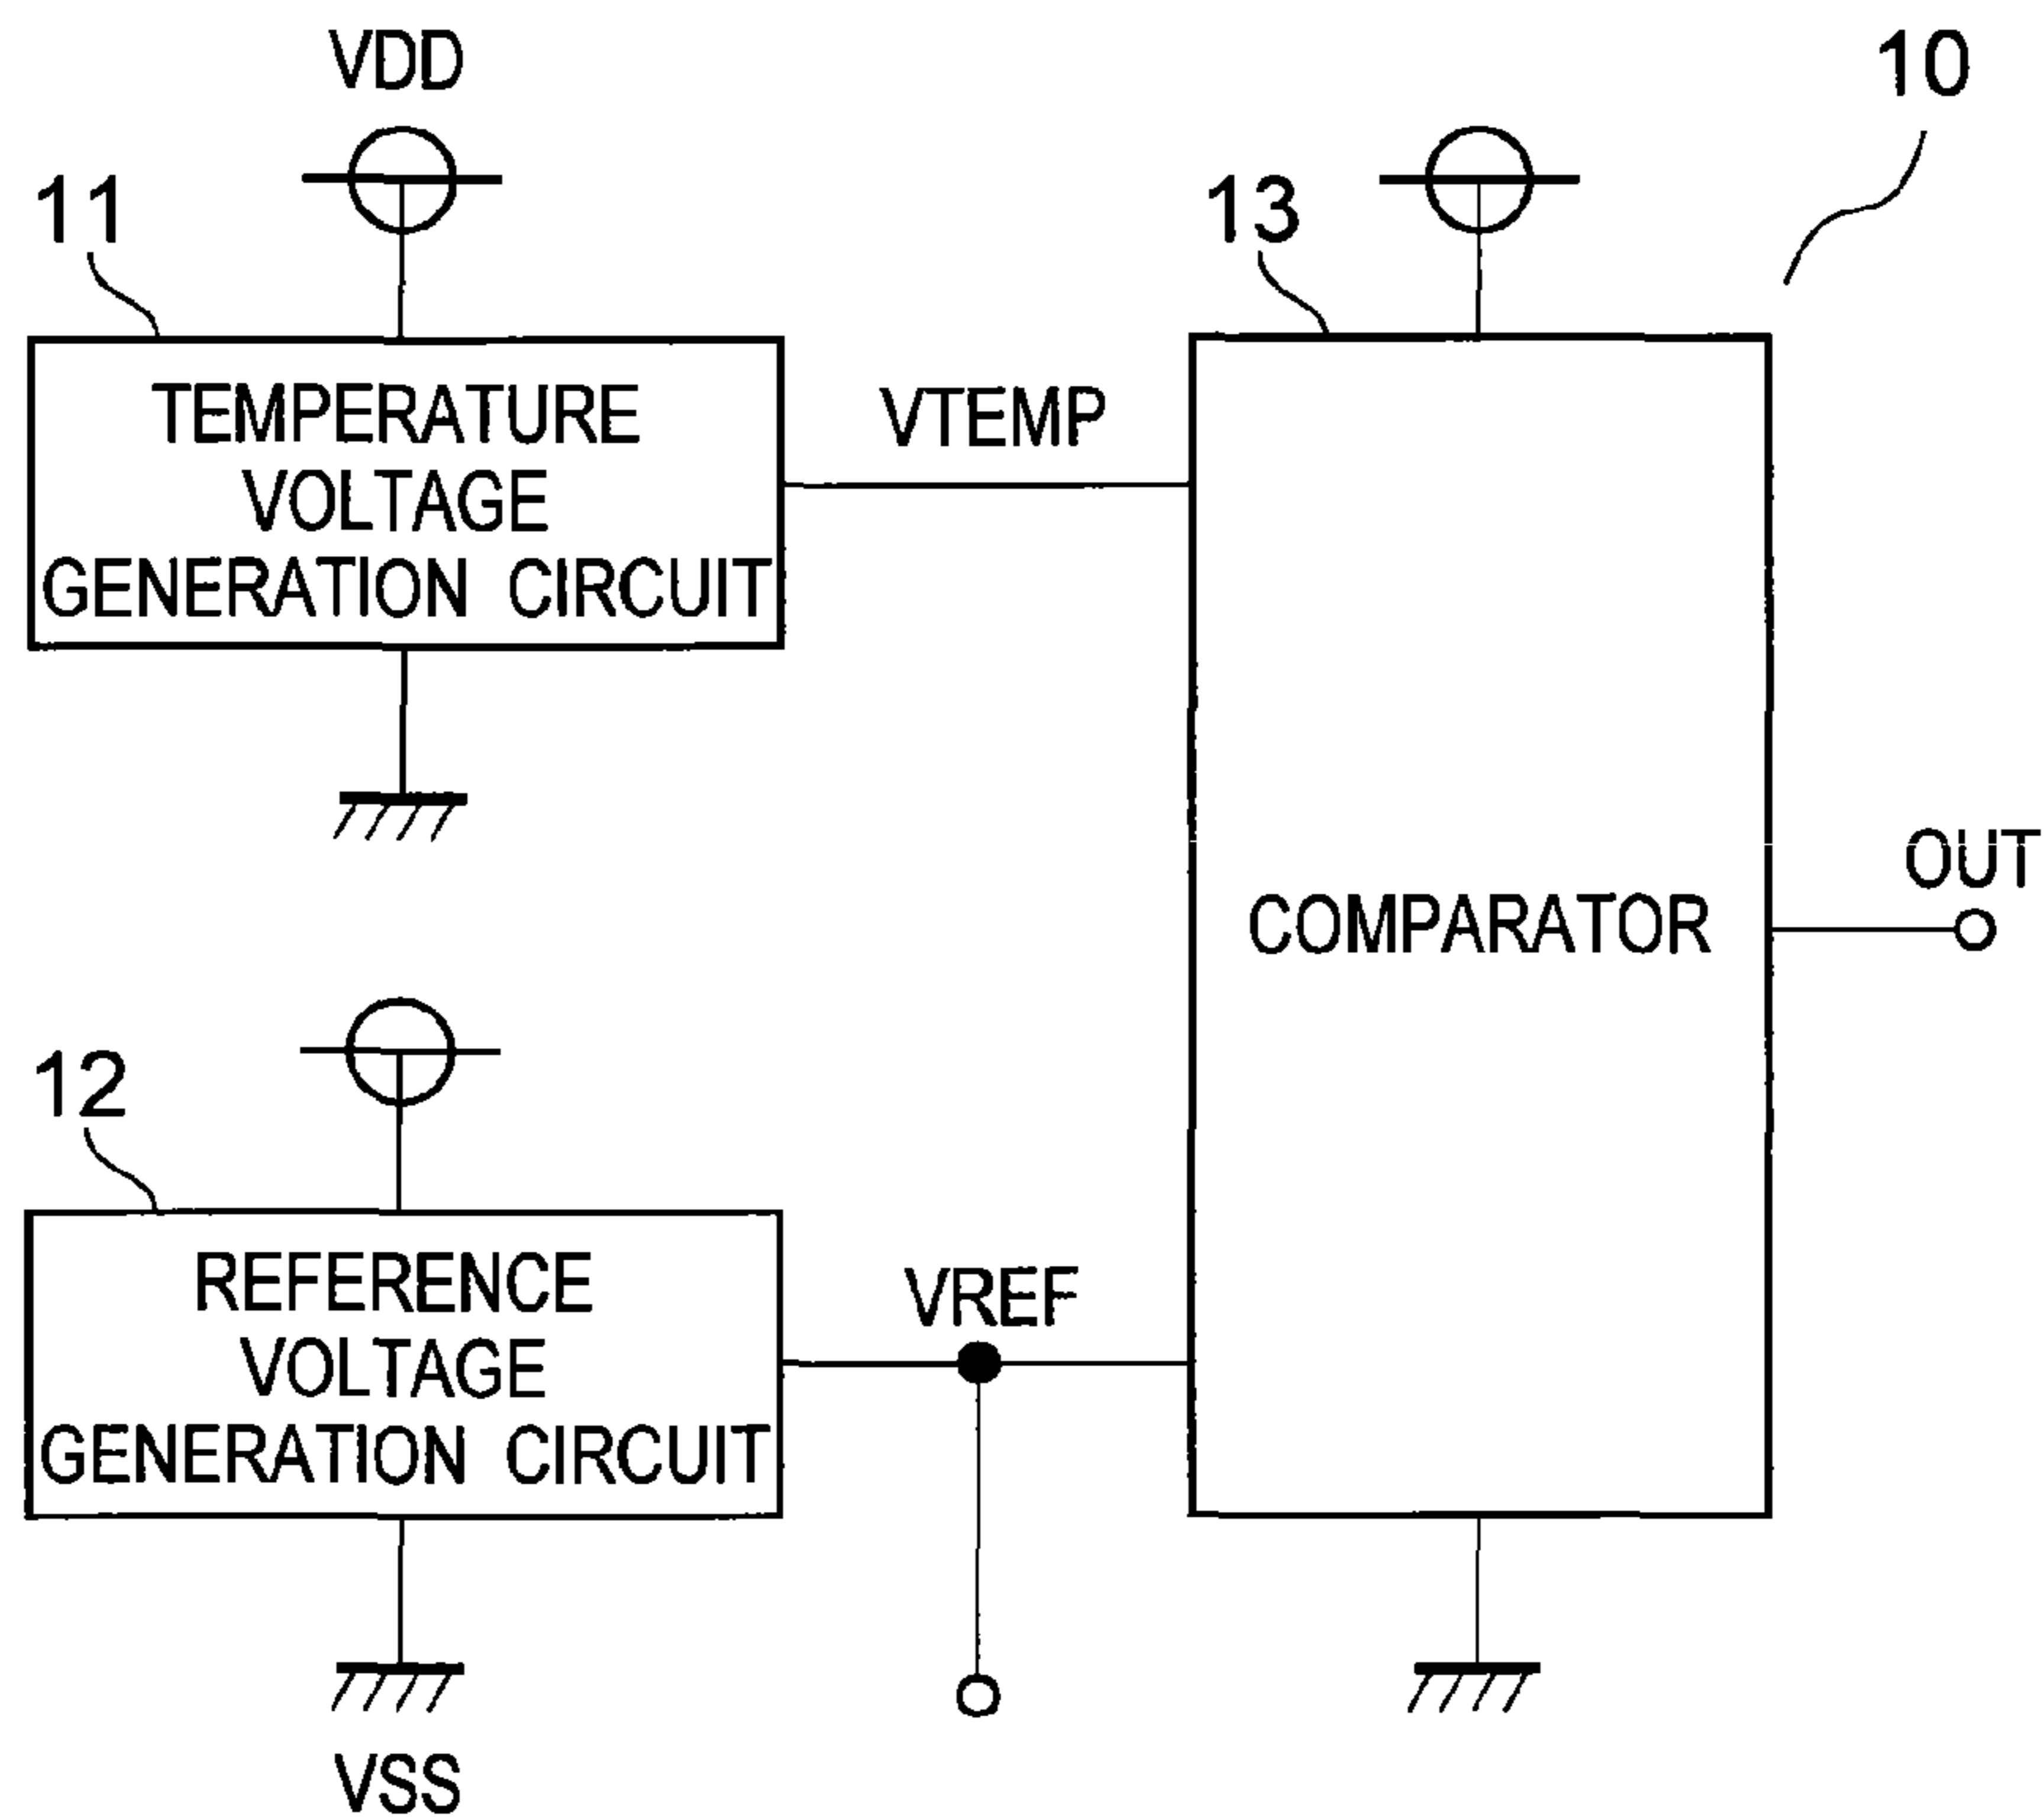 VDD
10
11
13
TEMPERATURE
VOLTAGE
GENERATION CIRCUIT
VTEMP
OUT
COMPARATOR
12
REFERENCE
VOLTAGE
GENERATION CIRCUIT
VREF
VSS